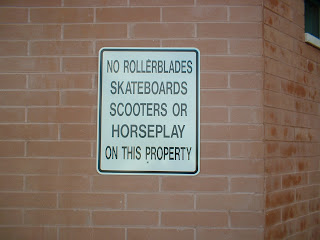 NO ROLLERBLADES
SKATEBOARDS
SCOOTERS OR
HORSEPLAY
ON THIS PROPERTY